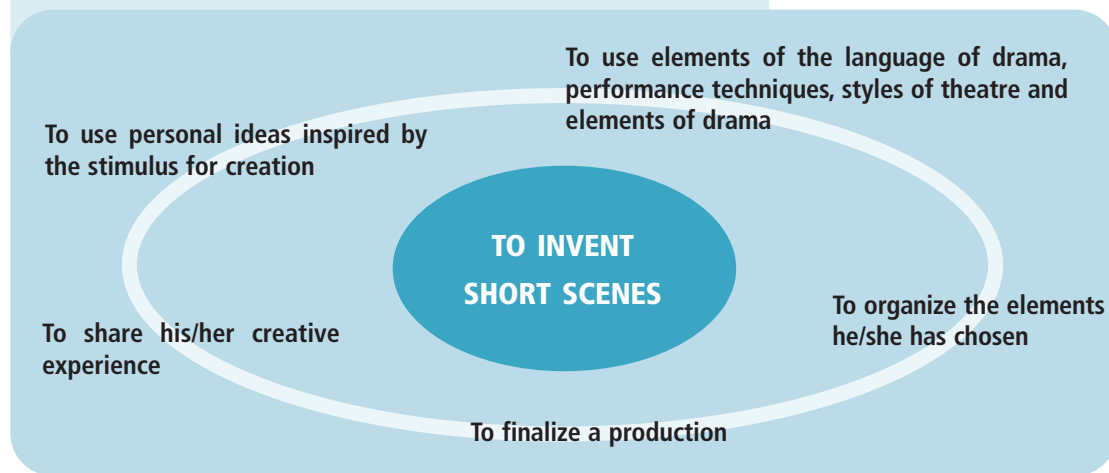 To use elements of the language of drama,
performance techniques, styles of theatre and
elements of drama
To use personal ideas inspired by
the stimulus for creation
TO INVENT
SHORT SCENES
To organize the elements
he/she has chosen
To share his/her creative
experience
To finalize a production